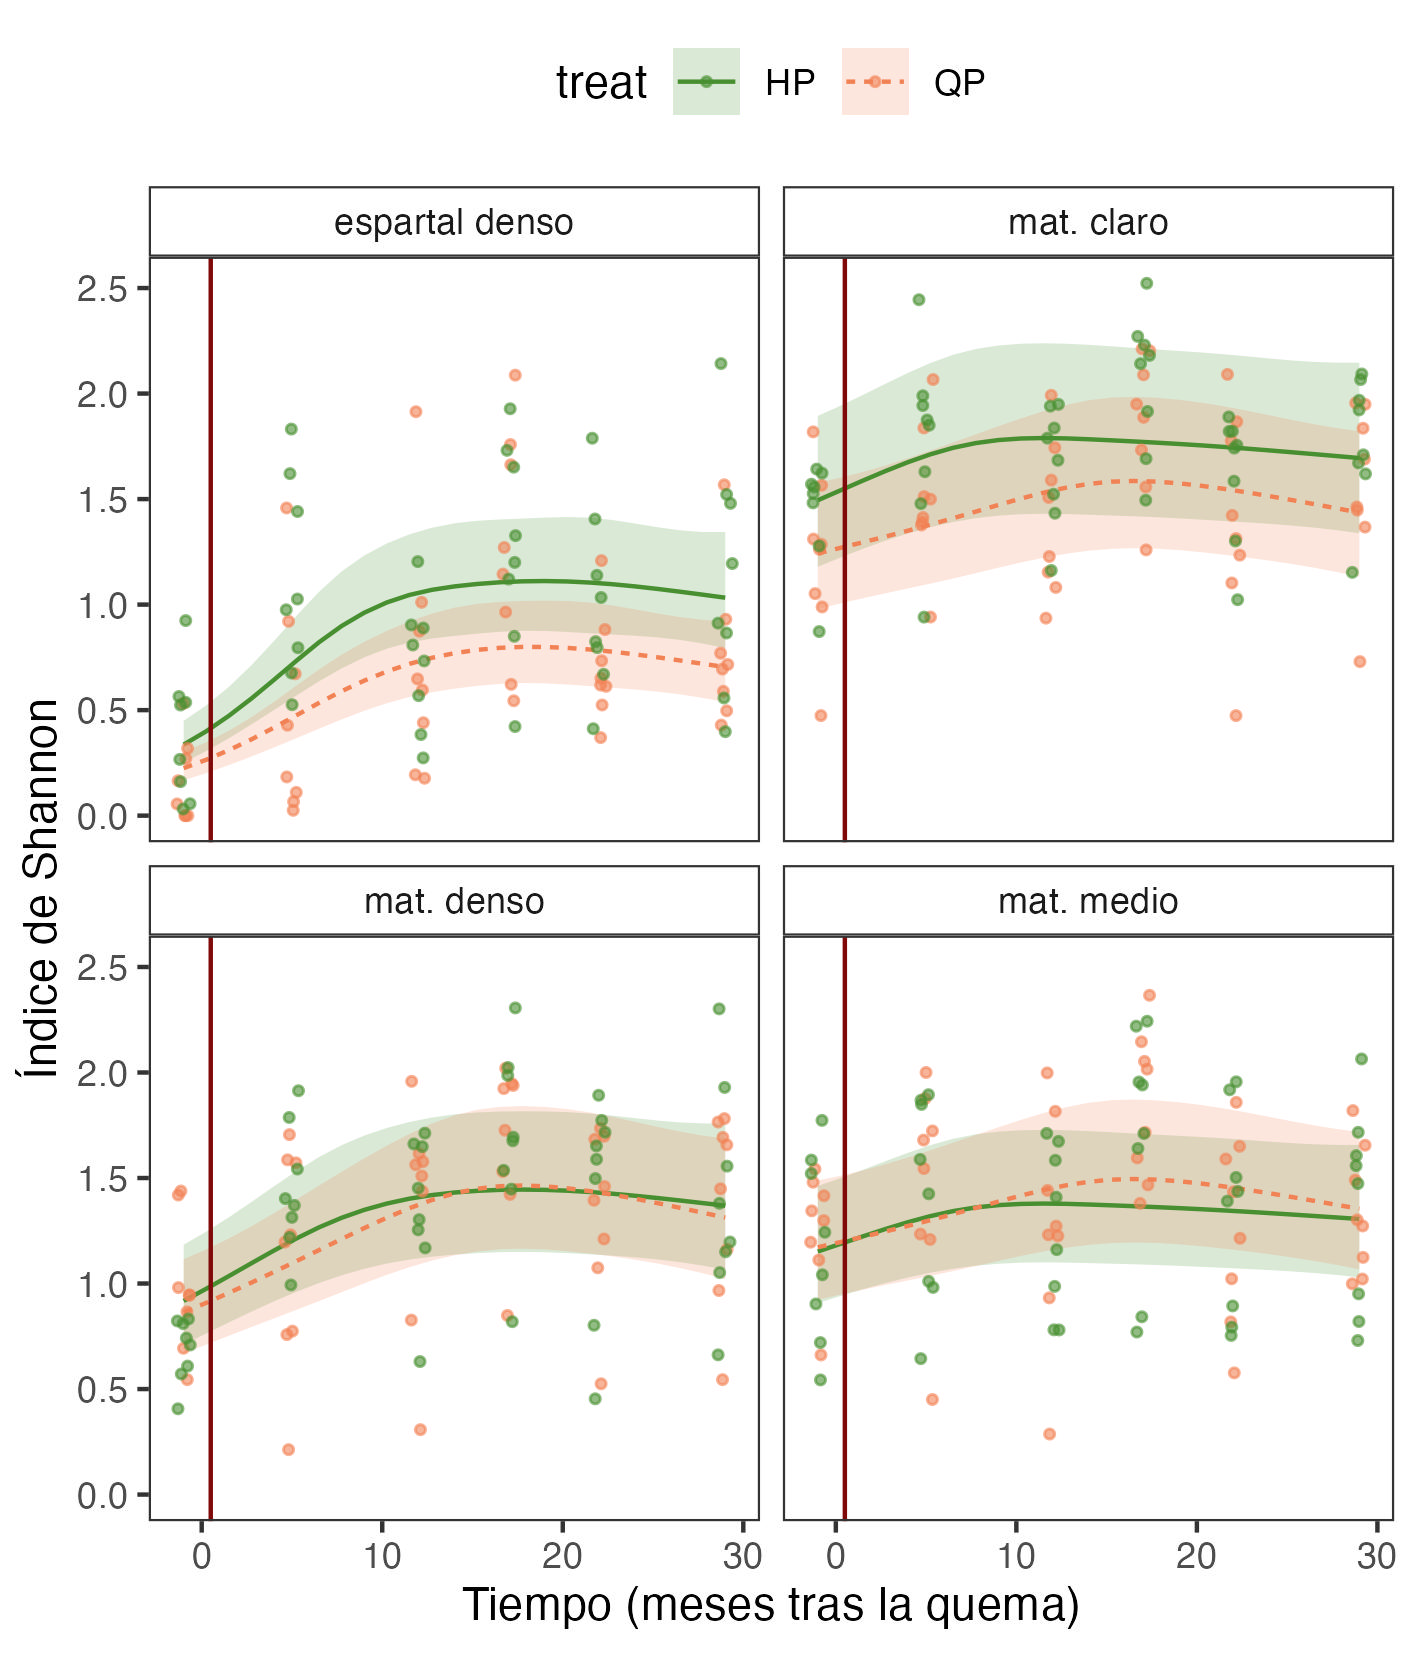 treat HP QP
espartal denso mat. claro
2.5
2.0
1.5
1.0
0.5
0.0
mat. denso mat. medio
2.5
2.0
1.5
1.0
0.5
0.0
0 10 20 30 0 10 20 30
Tiempo (meses tras la quema)
Índice de Shannon